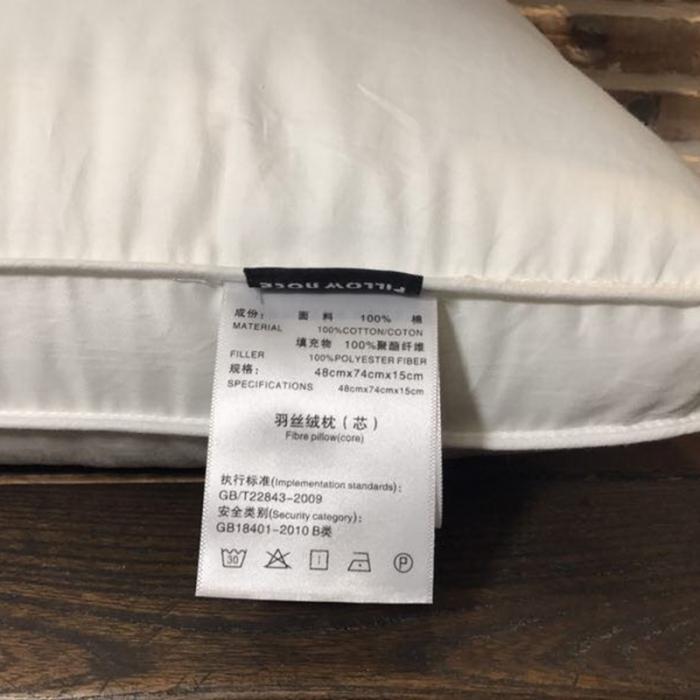 成份： 面 料 100% 棉
MATERIAL 100%COTTON/COTON
填充物 100%聚酯纤维
FILLER 100%POLYESTER FIBER
规格： 48cmx74cmx15cm
SPECIFICATIONS 48cmx74cmx15cm
羽丝绒枕（芯）
Fibre pillow(core)
执行标准(Implementation standards)：
GB/T22843-2009
安全类别(Security category)：
GB18401-2010 B类
30
P